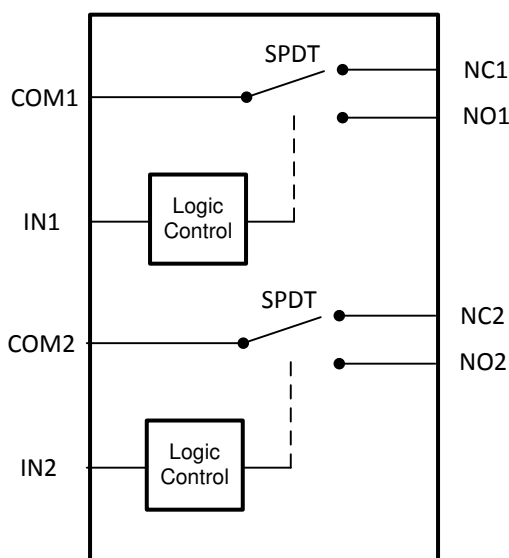 SPDT
NC1
COM1
NO1
IN1
Logic
Control
SPDT
NC2
COM2
NO2
IN2
Logic
Control